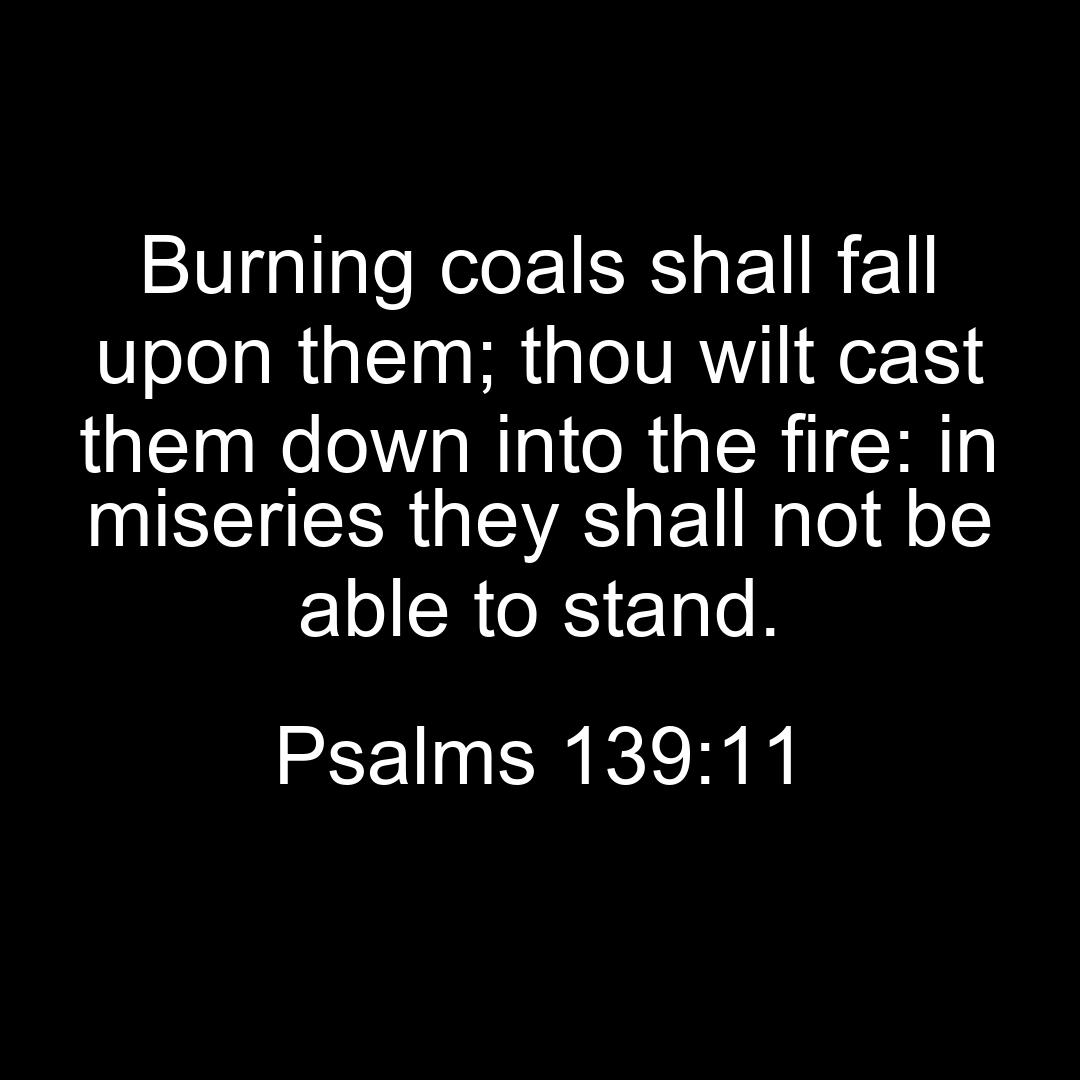 Burning coals shall fall
upon them; thou wilt cast
them down into the fire: in
miseries they shall not be
able to stand.
Psalms 139:11